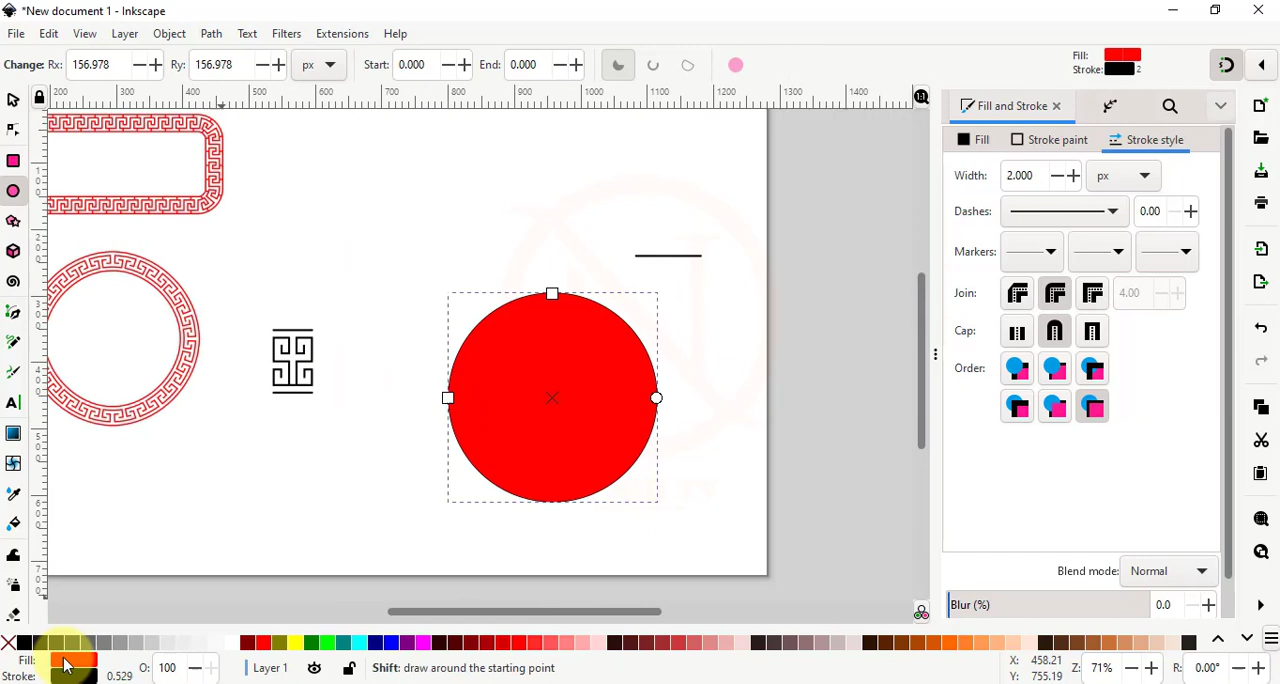 *New document 1 - Inkscape
File Edit View Layer Object Path Text Filters Extensions Help
Change: Rx: 156.978 Ry: 156.978 px Start: 0.000 End: 0.000
Fill:
Stroke: 2
200 300 400 500 600 700 800 900 1000 1100 1200 1300 1400
Fill and Stroke
Fill Stroke paint Stroke style
Width: 2.000 px
Dashes: 0.00
Markers:
Join: 4.00
Cap:
Order:
Blend mode: Normal
Blur (%) 0.0
Fill:
Stroke: 0.529
O: 100
Layer 1
Shift: draw around the starting point
X: 458.21
Y: 755.19
Z: 71%
R: 0.00°